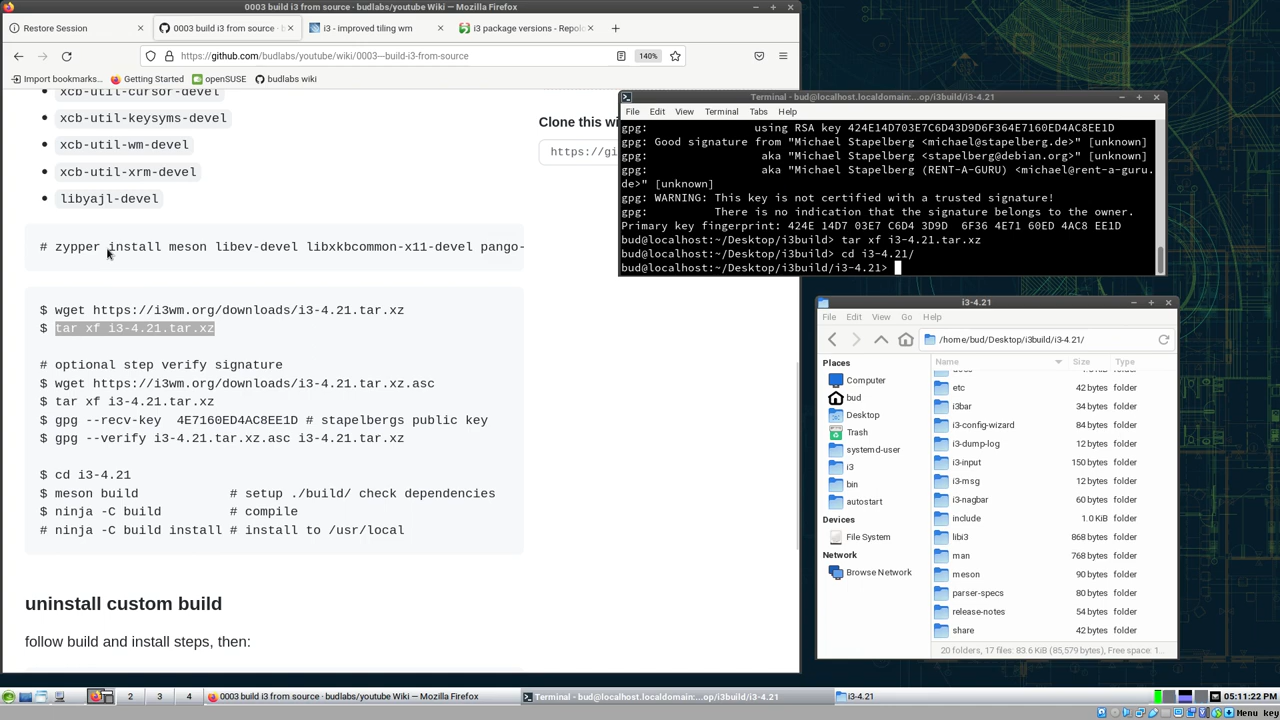 0003 build i3 from source · budlabs/youtube Wiki — Mozilla Firefox
Restore Session
0003 build i3 from source · b
i3 - improved tiling wm
i3 package versions - Repol
https://github.com/budlabs/youtube/wiki/0003---build-i3-from-source
140%
Import bookmarks…
Getting Started
openSUSE
budlabs wiki
xcb-util-cursor-devel
xcb-util-keysyms-devel
xcb-util-wm-devel
xcb-util-xrm-devel
libyajl-devel
Clone this wi
https://gi
# zypper install meson libev-devel libxkbcommon-x11-devel pango-
$ wget https://i3wm.org/downloads/i3-4.21.tar.xz
$ tar xf i3-4.21.tar.xz
# optional step verify signature
$ wget https://i3wm.org/downloads/i3-4.21.tar.xz.asc
$ tar xf i3-4.21.tar.xz
$ gpg --recv-key  4E7160ED4AC8EE1D # stapelbergs public key
$ gpg --verify i3-4.21.tar.xz.asc i3-4.21.tar.xz
$ cd i3-4.21
$ meson build            # setup ./build/ check dependencies
$ ninja -C build         # compile
# ninja -C build install # install to /usr/local
uninstall custom build
follow build and install steps, then:
Terminal - bud@localhost.localdomain:...op/i3build/i3-4.21
File Edit View Terminal Tabs Help
gpg:                using RSA key 424E14D703E7C6D43D9D6F364E7160ED4AC8EE1D
gpg: Good signature from "Michael Stapelberg <michael@stapelberg.de>" [unknown]
gpg:                 aka "Michael Stapelberg <stapelberg@debian.org>" [unknown]
gpg:                 aka "Michael Stapelberg (RENT-A-GURU) <michael@rent-a-guru.
de>" [unknown]
gpg: WARNING: This key is not certified with a trusted signature!
gpg:          There is no indication that the signature belongs to the owner.
Primary key fingerprint: 424E 14D7 03E7 C6D4 3D9D  6F36 4E71 60ED 4AC8 EE1D
bud@localhost:~/Desktop/i3build> tar xf i3-4.21.tar.xz
bud@localhost:~/Desktop/i3build> cd i3-4.21/
bud@localhost:~/Desktop/i3build/i3-4.21>
i3-4.21
File Edit View Go Help
/home/bud/Desktop/i3build/i3-4.21/
Places
Computer
bud
Desktop
Trash
systemd-user
i3
bin
autostart
Devices
File System
Network
Browse Network
Name Size Type
etc 42 bytes folder
i3bar 34 bytes folder
i3-config-wizard 84 bytes folder
i3-dump-log 12 bytes folder
i3-input 150 bytes folder
i3-msg 12 bytes folder
i3-nagbar 60 bytes folder
include 1.0 KiB folder
libi3 868 bytes folder
man 768 bytes folder
meson 90 bytes folder
parser-specs 80 bytes folder
release-notes 54 bytes folder
share 42 bytes folder
20 folders, 17 files: 83.6 KiB (85,579 bytes), Free space: 1...
2 3 4
0003 build i3 from source · budlabs/youtube Wiki — Mozilla Firefox
Terminal - bud@localhost.localdomain:...op/i3build/i3-4.21
i3-4.21
05:11:22 PM
Menu key